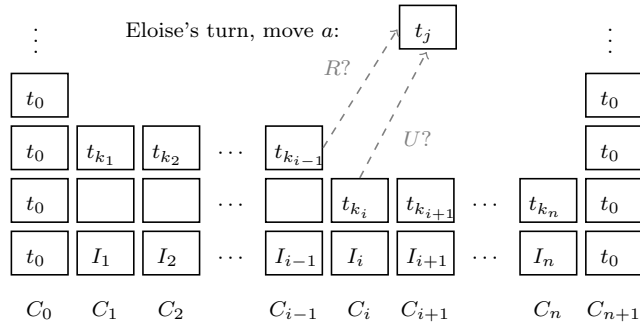 ⋮ Eloise's turn, move a: t_j ⋮
R?
t_0 t_0
U?
t_0 t_{k_1} t_{k_2} ⋯ t_{k_{i-1}} t_0
t_0 t_{k_i} t_{k_{i+1}} ⋯ t_{k_n} t_0
t_0 I_1 I_2 ⋯ I_{i-1} I_i I_{i+1} ⋯ I_n t_0
C_0 C_1 C_2 C_{i-1} C_i C_{i+1} C_n C_{n+1}